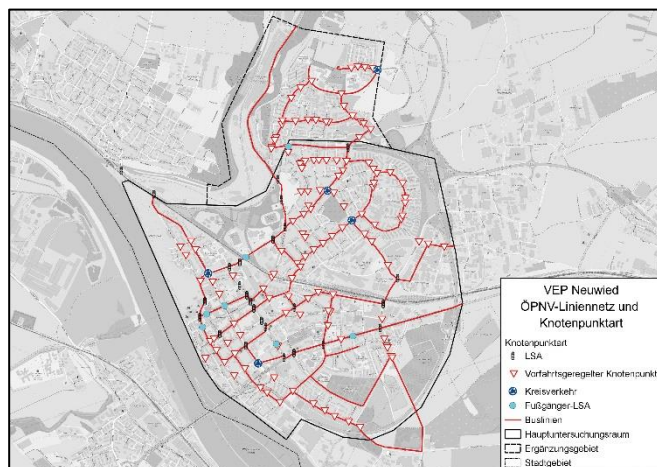 VEP Neuwied
ÖPNV-Liniennetz und
Knotenpunktart
Knotenpunktart
LSA
Vorfahrtsgeregelter Knotenpunkt
Kreisverkehr
Fußgänger-LSA
Buslinien
Hauptuntersuchungsraum
Ergänzungsgebiet
Stadtgebiet